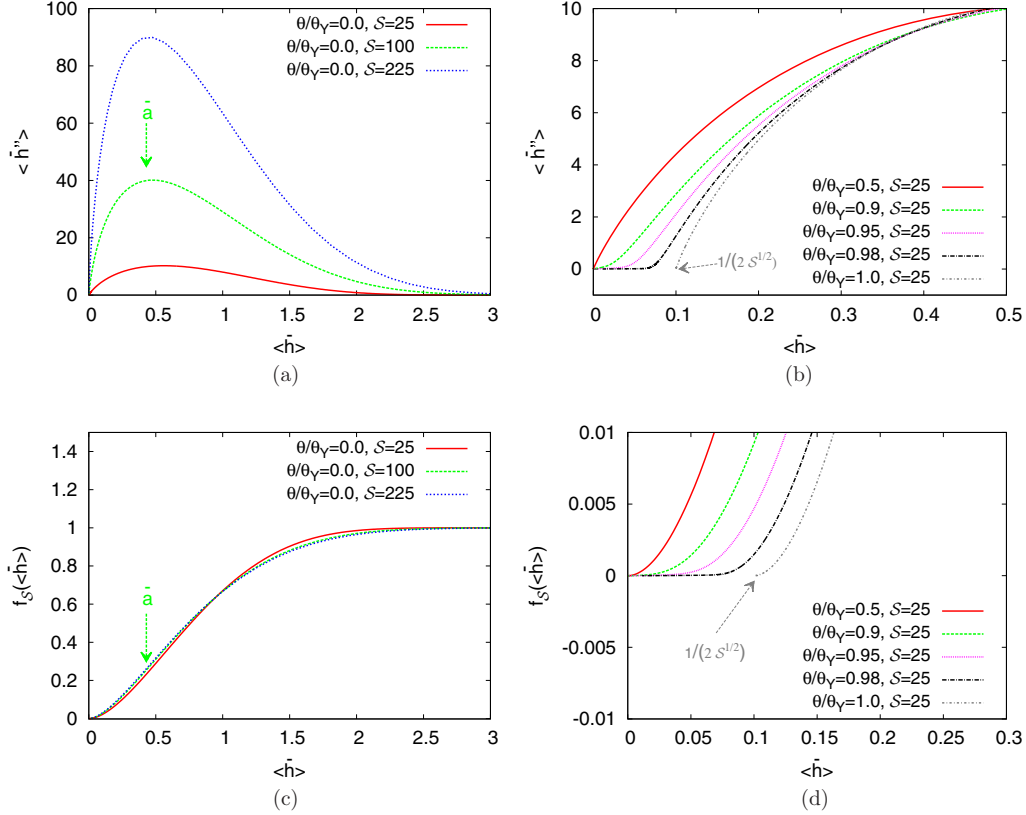 100
80
60
40
20
0
< h̄" >
θ/θY=0.0, S=25
θ/θY=0.0, S=100
θ/θY=0.0, S=225
ā
0 0.5 1 1.5 2 2.5 3
<h̄>
(a)
10
8
6
4
2
0
< h̄" >
1/(2 S^1/2)
θ/θY=0.5, S=25
θ/θY=0.9, S=25
θ/θY=0.95, S=25
θ/θY=0.98, S=25
θ/θY=1.0, S=25
0 0.1 0.2 0.3 0.4 0.5
<h̄>
(b)
1.4
1.2
1
0.8
0.6
0.4
0.2
0
fS(<h̄>)
θ/θY=0.0, S=25
θ/θY=0.0, S=100
θ/θY=0.0, S=225
ā
0 0.5 1 1.5 2 2.5 3
<h̄>
(c)
0.01
0.005
0
-0.005
-0.01
fS(<h̄>)
1/(2 S^1/2)
θ/θY=0.5, S=25
θ/θY=0.9, S=25
θ/θY=0.95, S=25
θ/θY=0.98, S=25
θ/θY=1.0, S=25
0 0.05 0.1 0.15 0.2 0.25 0.3
<h̄>
(d)